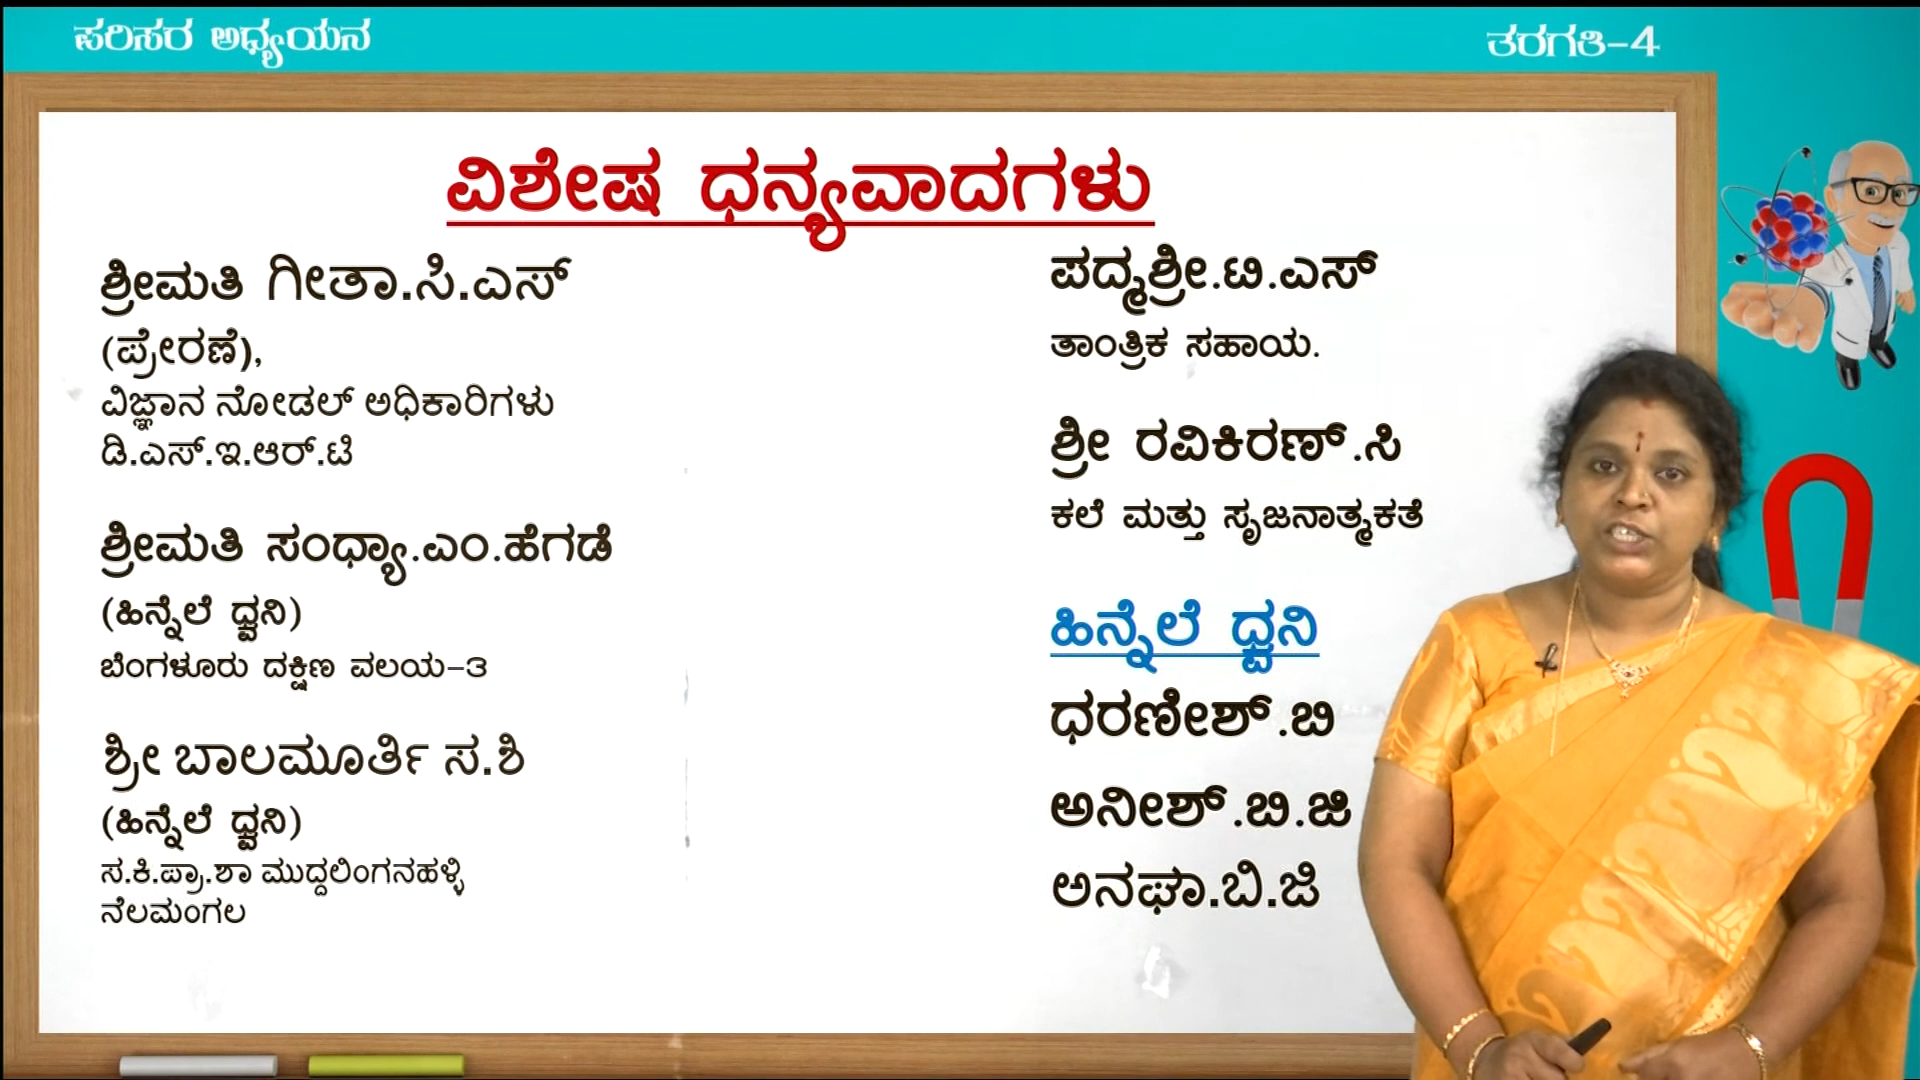 ಪರಿಸರ ಅಧ್ಯಯನ
ತರಗತಿ-4
ವಿಶೇಷ ಧನ್ಯವಾದಗಳು
ಶ್ರೀಮತಿ ಗೀತಾ.ಸಿ.ಎಸ್
(ಪ್ರೇರಣೆ),
ವಿಜ್ಞಾನ ನೋಡಲ್ ಅಧಿಕಾರಿಗಳು
ಡಿ.ಎಸ್.ಇ.ಆರ್.ಟಿ
ಶ್ರೀಮತಿ ಸಂಧ್ಯಾ.ಎಂ.ಹೆಗಡೆ
(ಹಿನ್ನೆಲೆ ಧ್ವನಿ)
ಬೆಂಗಳೂರು ದಕ್ಷಿಣ ವಲಯ-೩
ಶ್ರೀ ಬಾಲಮೂರ್ತಿ ಸ.ಶಿ
(ಹಿನ್ನೆಲೆ ಧ್ವನಿ)
ಸ.ಕಿ.ಪ್ರಾ.ಶಾ ಮುದ್ದಲಿಂಗನಹಳ್ಳಿ
ನೆಲಮಂಗಲ
ಪದ್ಮಶ್ರೀ.ಟಿ.ಎಸ್
ತಾಂತ್ರಿಕ ಸಹಾಯ.
ಶ್ರೀ ರವಿಕಿರಣ್.ಸಿ
ಕಲೆ ಮತ್ತು ಸೃಜನಾತ್ಮಕತೆ
ಹಿನ್ನೆಲೆ ಧ್ವನಿ
ಧರಣೀಶ್.ಬಿ
ಅನೀಶ್.ಬಿ.ಜಿ
ಅನಘಾ.ಬಿ.ಜಿ